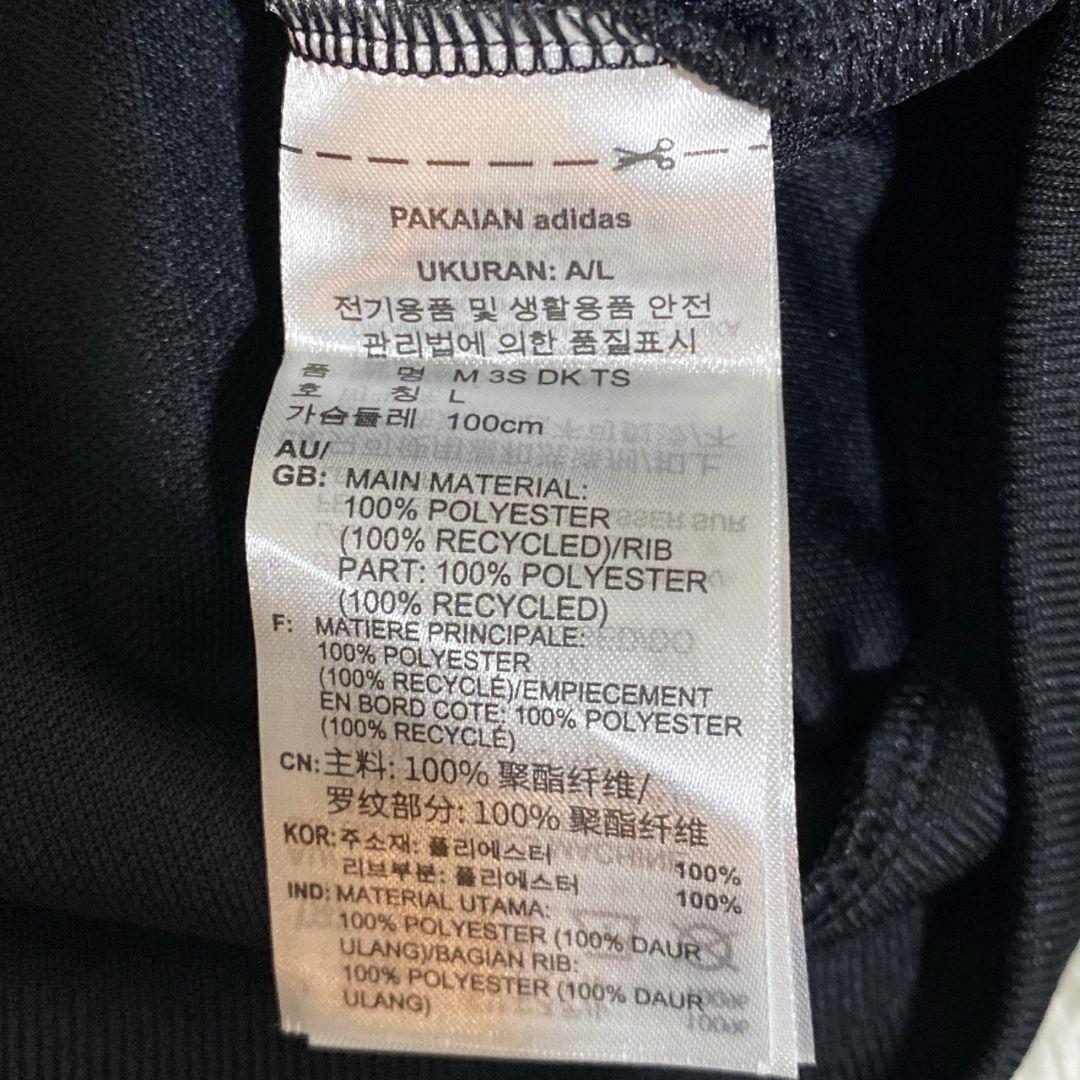 PAKAIAN adidas
UKURAN: A/L
전기용품 및 생활용품 안전
관리법에 의한 품질표시
품 명 M 3S DK TS
호 칭 L
가슴둘레 100cm
AU/
GB: MAIN MATERIAL:
100% POLYESTER
(100% RECYCLED)/RIB
PART: 100% POLYESTER
(100% RECYCLED)
F: MATIERE PRINCIPALE:
100% POLYESTER
(100% RECYCLÉ)/EMPIECEMENT
EN BORD COTE: 100% POLYESTER
(100% RECYCLÉ)
CN: 主料: 100% 聚酯纤维/
罗纹部分: 100% 聚酯纤维
KOR: 주소재: 폴리에스터 100%
리브부분: 폴리에스터 100%
IND: MATERIAL UTAMA:
100% POLYESTER (100% DAUR
ULANG)/BAGIAN RIB:
100% POLYESTER (100% DAUR
ULANG)